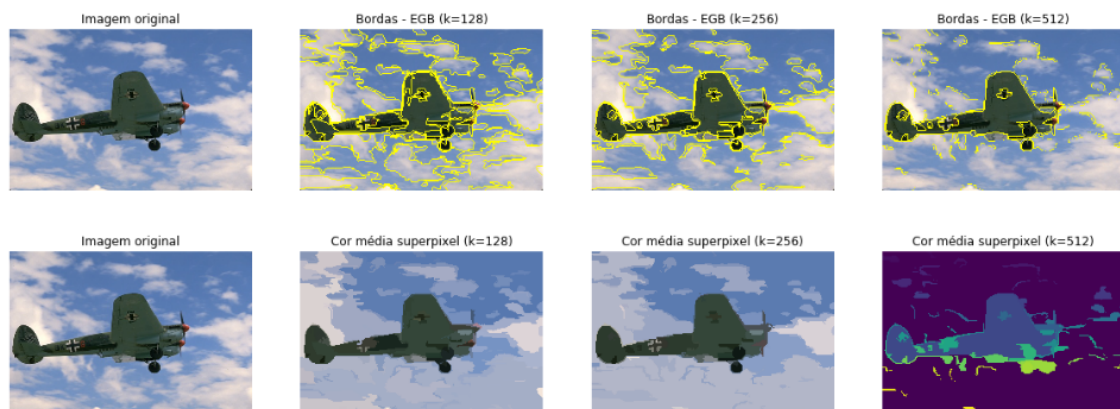 Imagem original
Bordas - EGB (k=128)
Bordas - EGB (k=256)
Bordas - EGB (k=512)
Imagem original
Cor média superpixel (k=128)
Cor média superpixel (k=256)
Cor média superpixel (k=512)